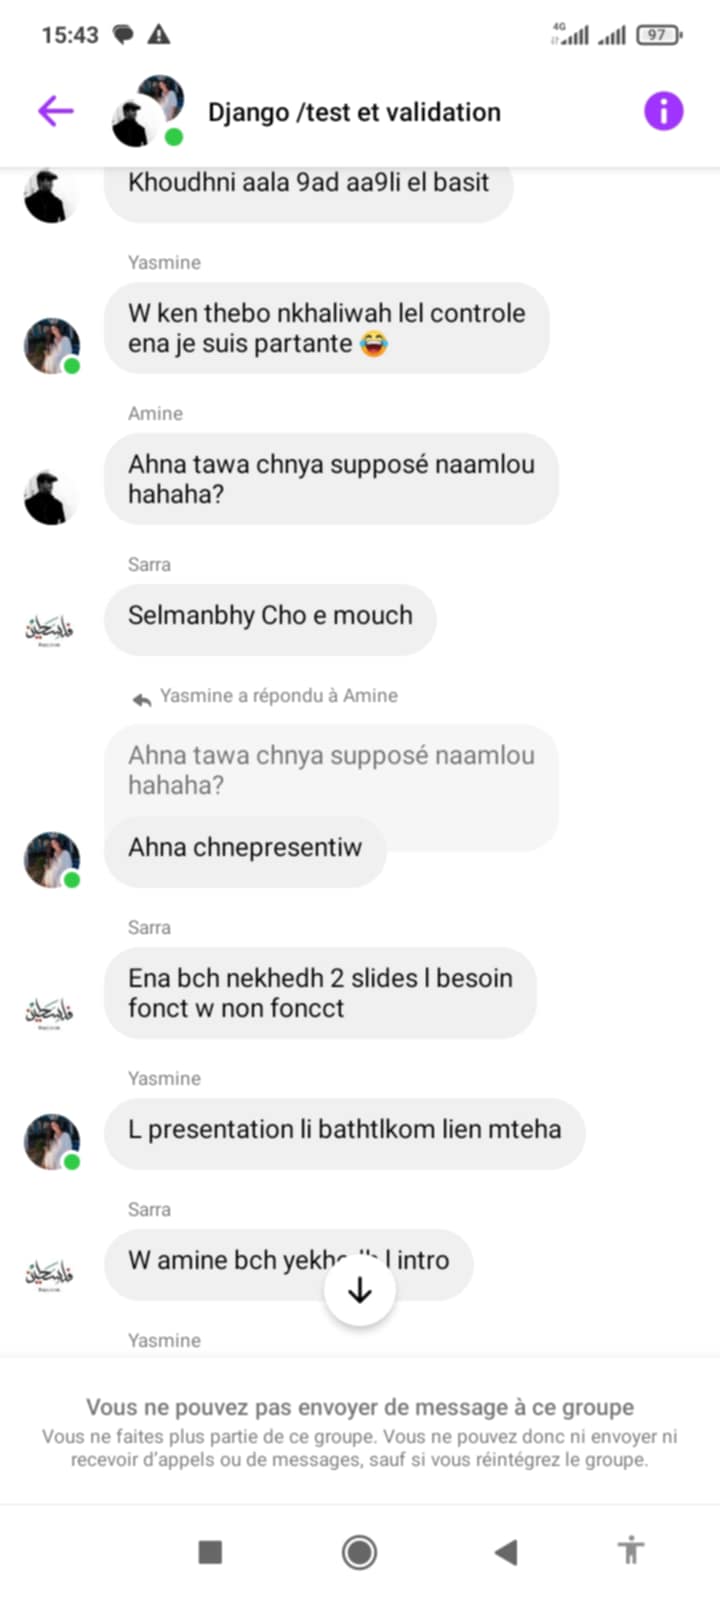 15:43
4G
97
Django /test et validation
Khoudhni aala 9ad aa9li el basit
Yasmine
W ken thebo nkhaliwah lel controle
ena je suis partante 😂
Amine
Ahna tawa chnya supposé naamlou
hahaha?
Sarra
Selmanbhy Cho e mouch
فلسطين
Yasmine a répondu à Amine
Ahna tawa chnya supposé naamlou
hahaha?
Ahna chnepresentiw
Sarra
Ena bch nekhedh 2 slides l besoin
fonct w non foncct
فلسطين
Yasmine
L presentation li bathtlkom lien mteha
Sarra
W amine bch l intro
فلسطين
Yasmine
Vous ne pouvez pas envoyer de message à ce groupe
Vous ne faites plus partie de ce groupe. Vous ne pouvez donc ni envoyer ni
recevoir d'appels ou de messages, sauf si vous réintégrez le groupe.